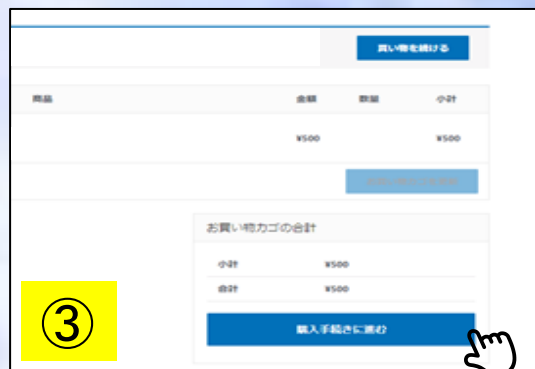 買い物を続ける
商品 金額 数量 小計
¥500 ¥500
お買い物カゴの合計
小計 ¥500
合計 ¥500
購入手続きに進む
③